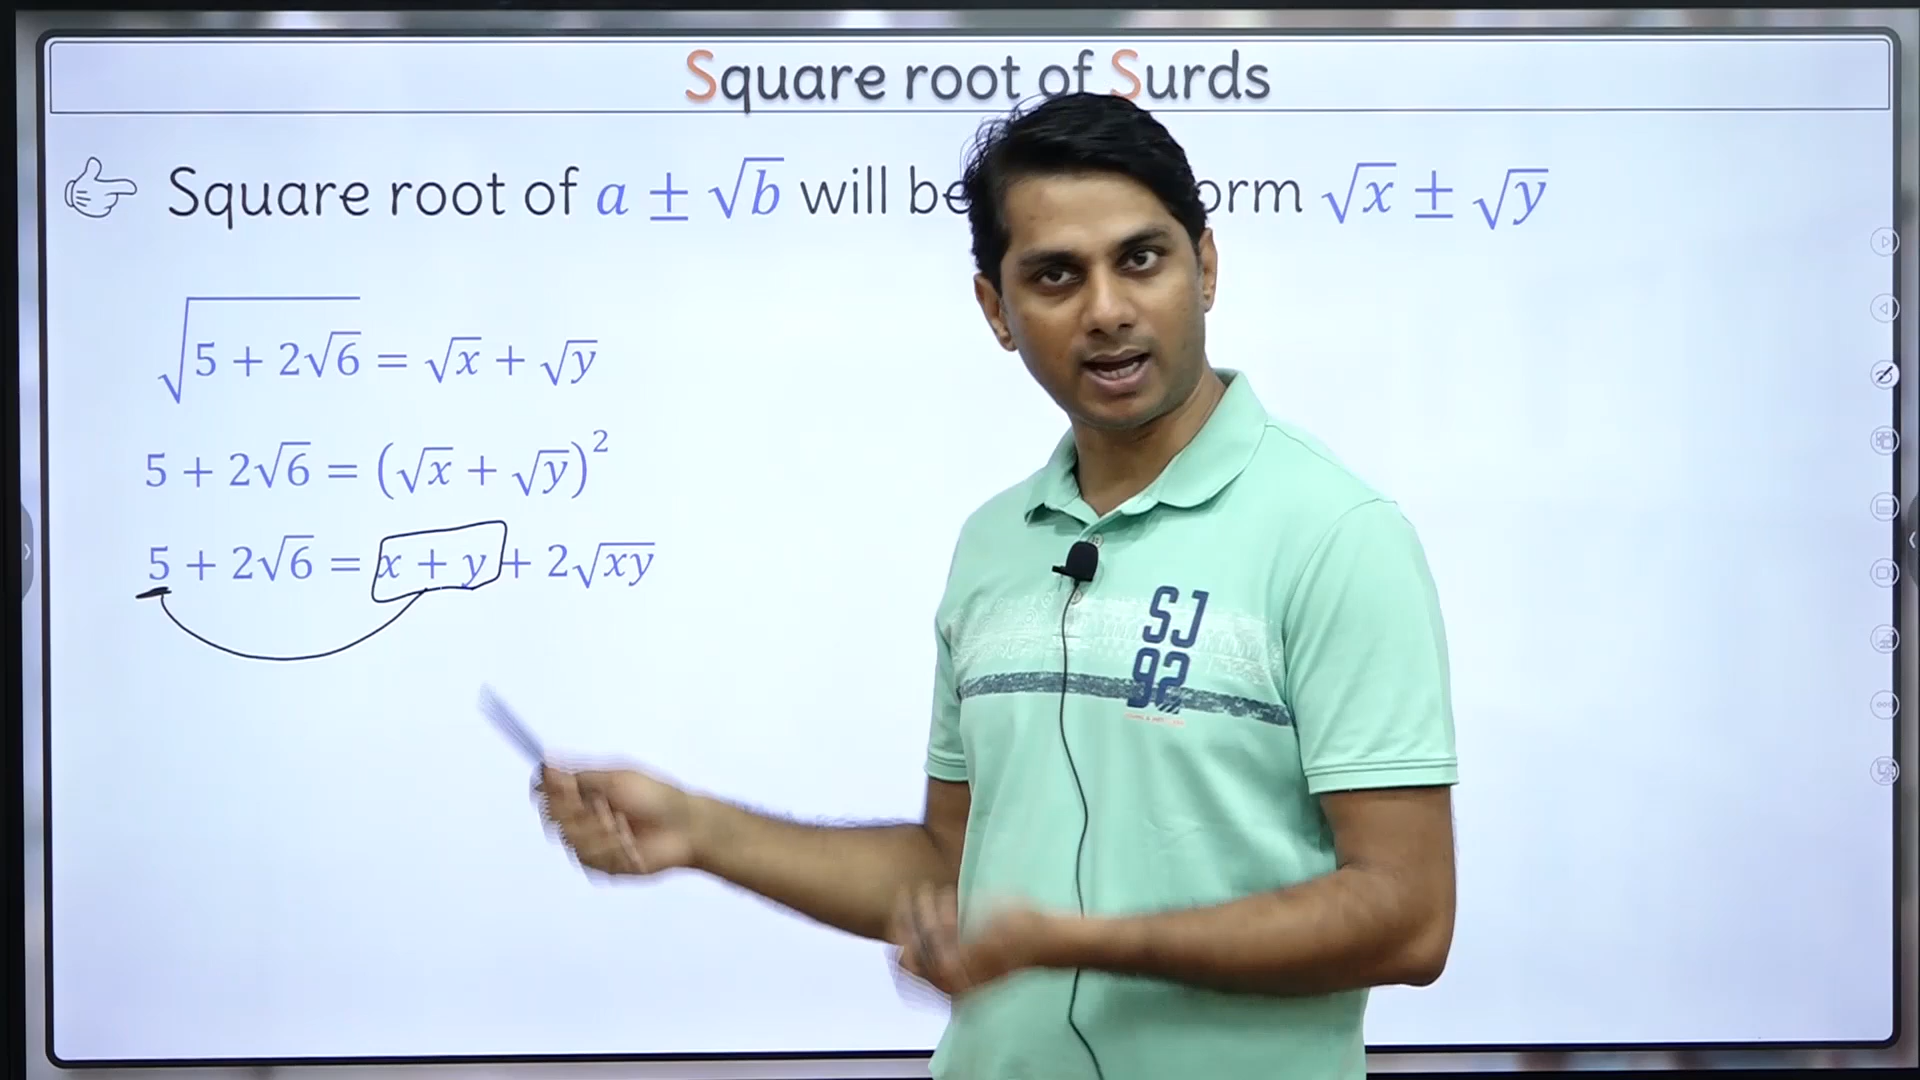 Square root of Surds
Square root of a ± √b will be orm √x ± √y
√(5 + 2√6) = √x + √y
5 + 2√6 = (√x + √y)²
5 + 2√6 = x + y + 2√xy
SJ
92